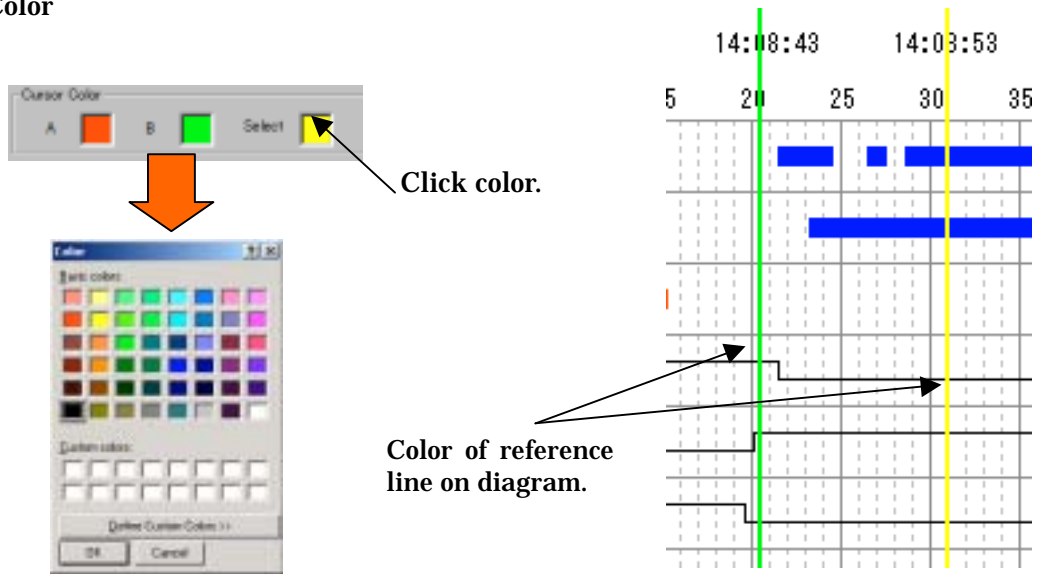 Color
Cursor Color
A B Select
Click color.
Color
Basic colors:
Custom colors:
Define Custom Colors >>
OK Cancel
14:08:43 14:08:53
5 20 25 30 35
Color of reference
line on diagram.